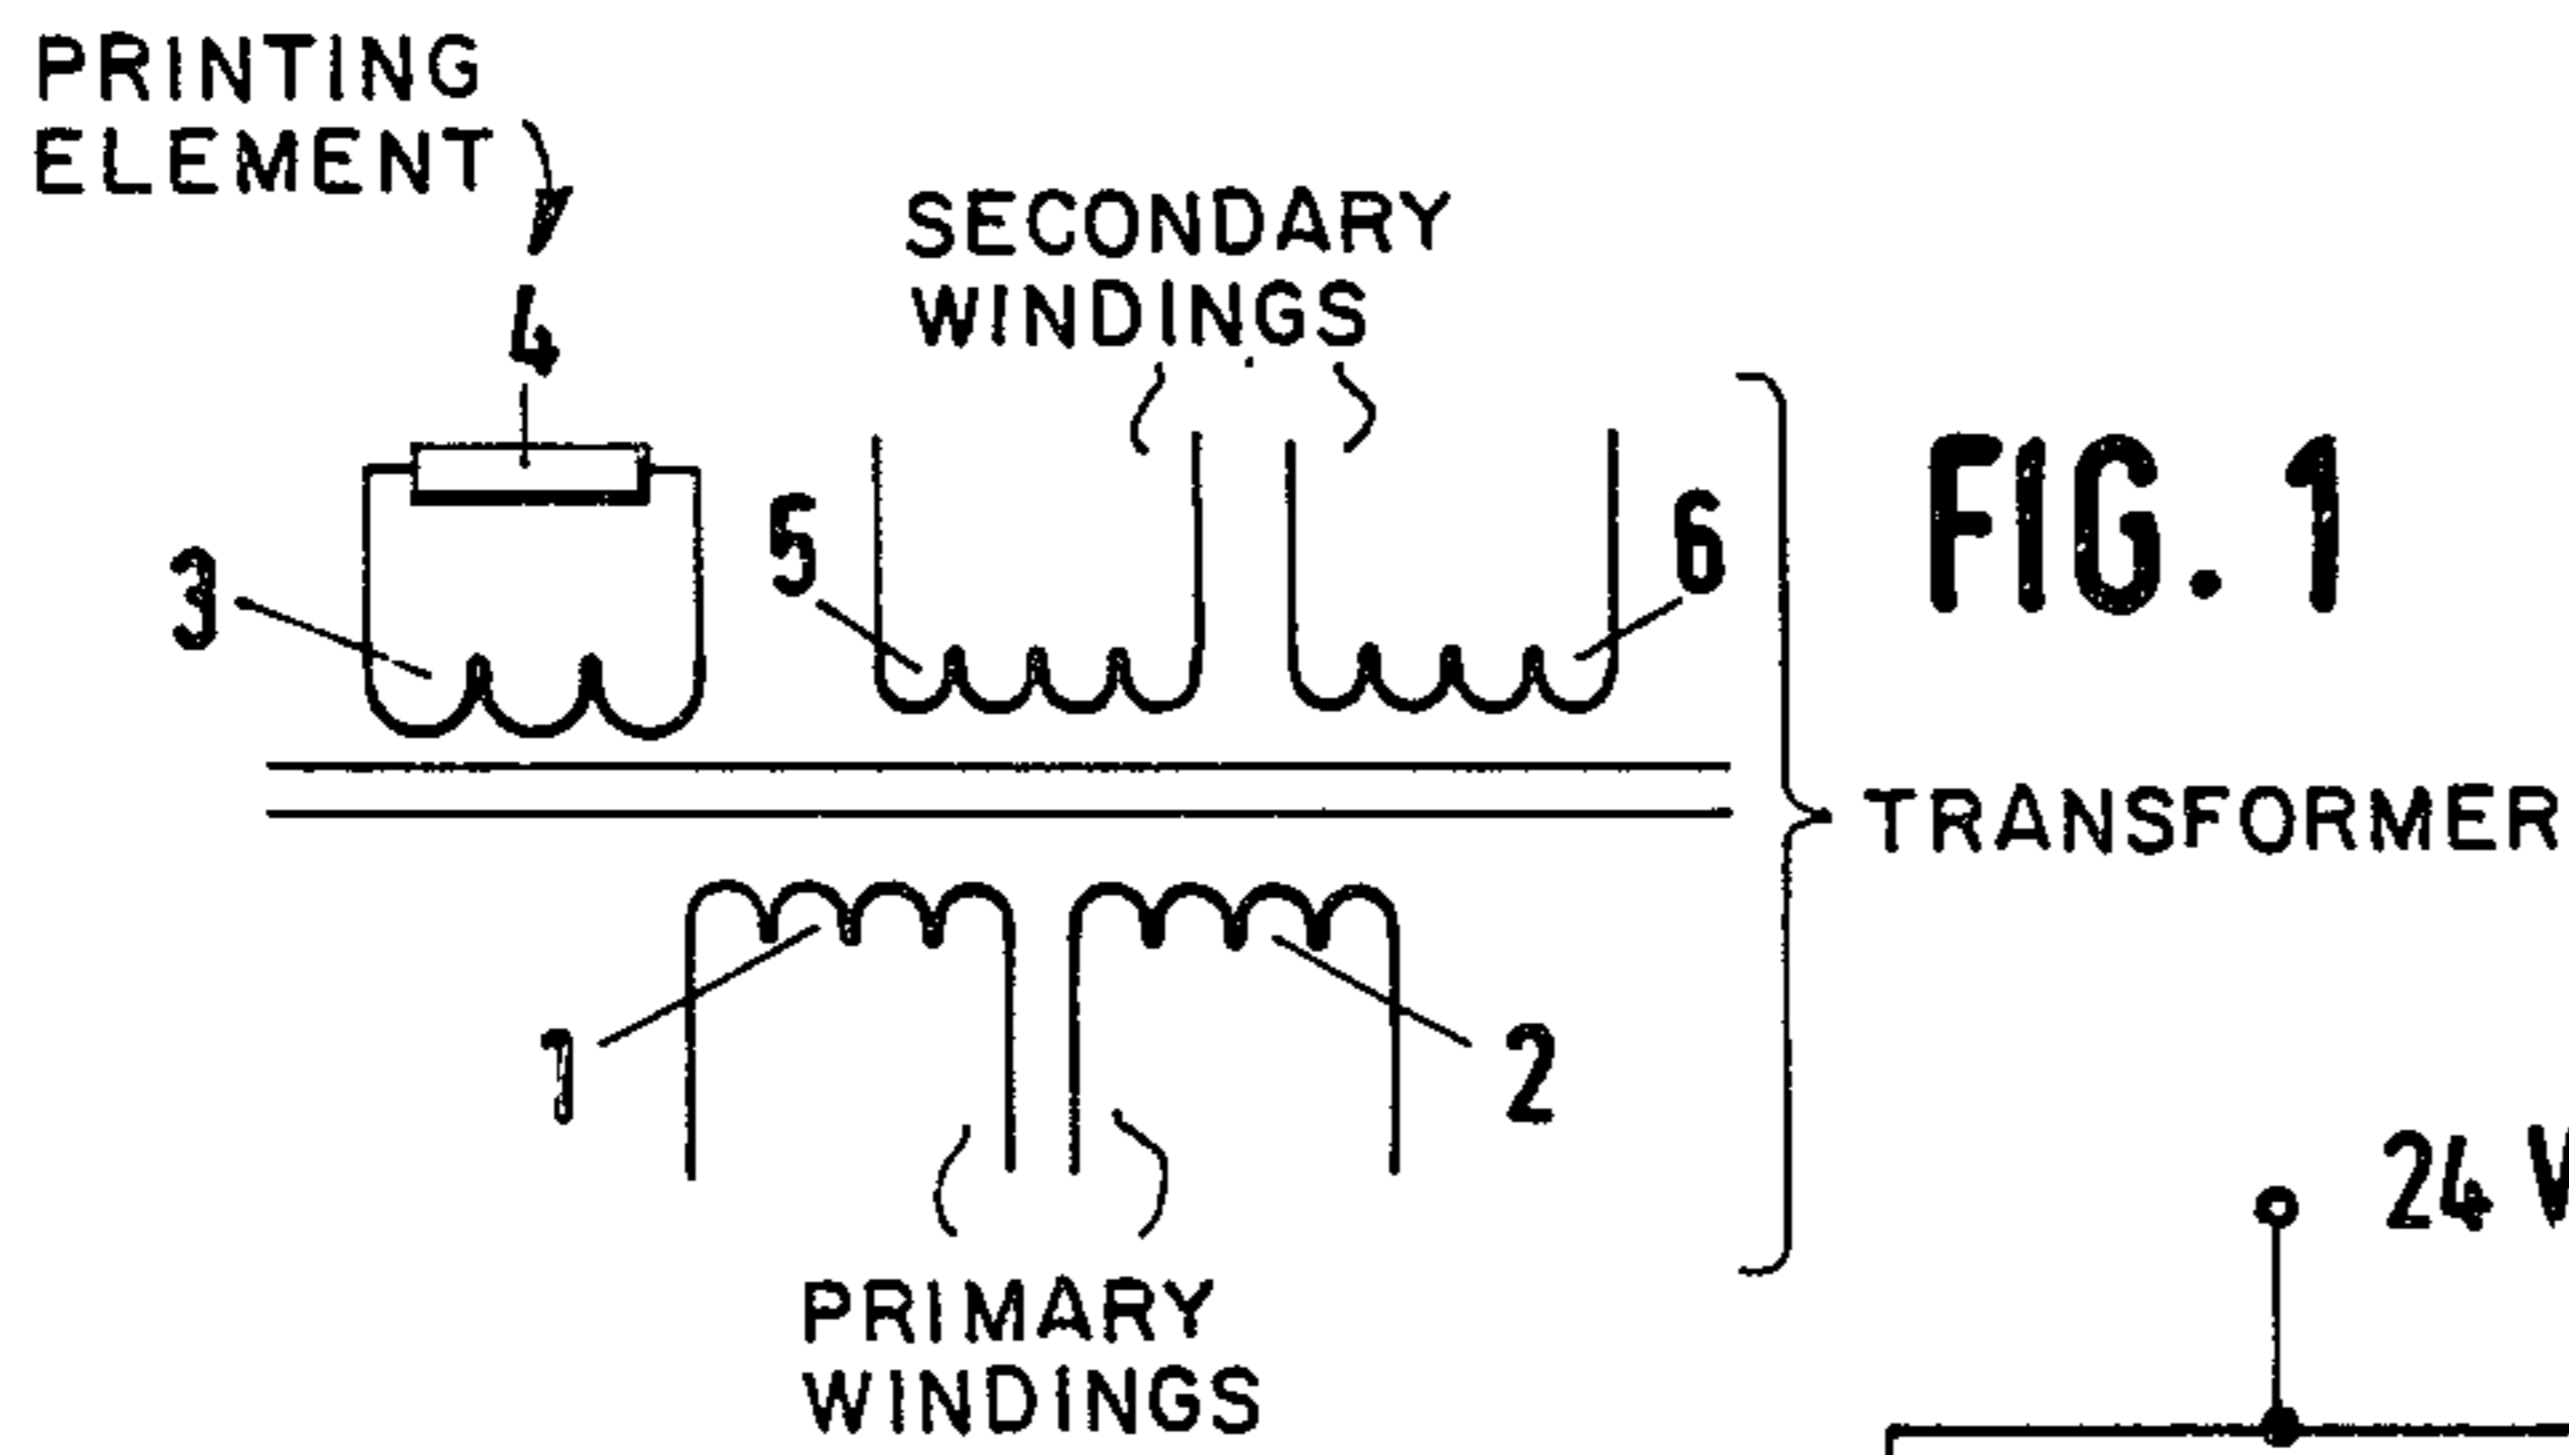 PRINTING
ELEMENT
4
SECONDARY
WINDINGS
3
5
6
FIG. 1
TRANSFORMER
1
2
24 V
PRIMARY
WINDINGS